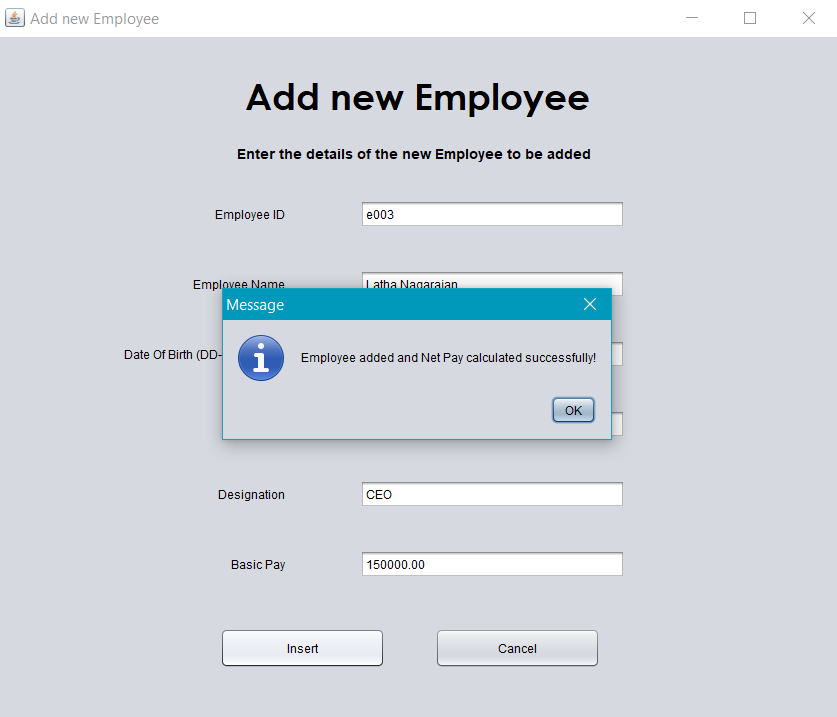 Add new Employee
Add new Employee
Enter the details of the new Employee to be added
Employee ID
e003
Employee Name
Latha Nagarajan
Message
Date Of Birth (DD-
Employee added and Net Pay calculated successfully!
OK
Designation
CEO
Basic Pay
150000.00
Insert
Cancel